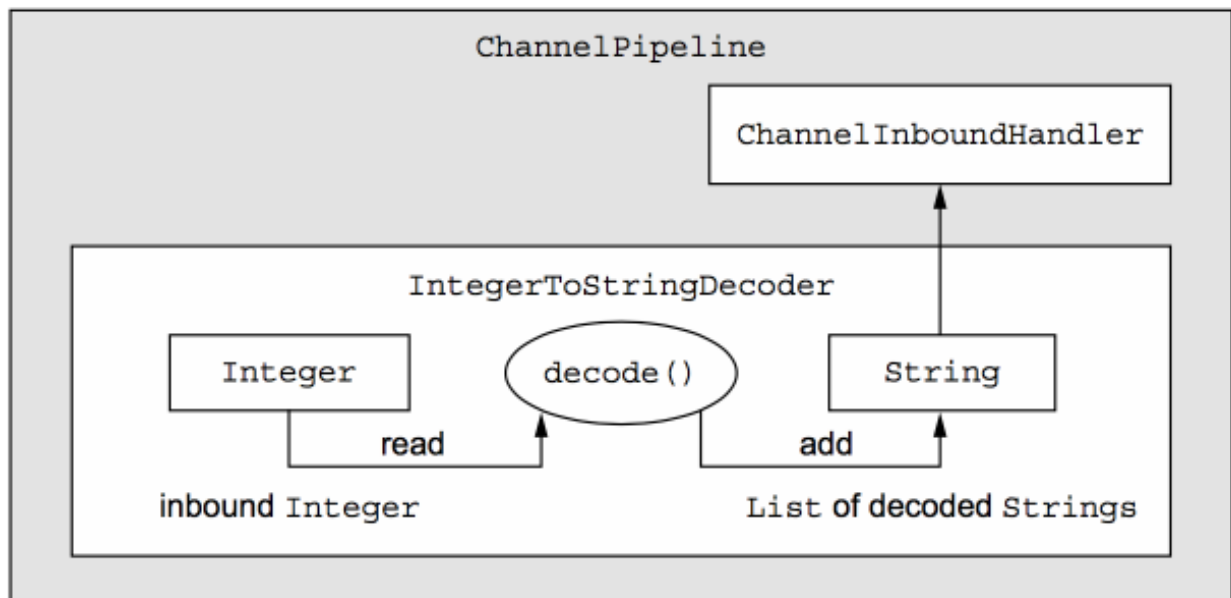 ChannelPipeline
ChannelInboundHandler
IntegerToStringDecoder
Integer
decode()
String
read
add
inbound Integer
List of decoded Strings